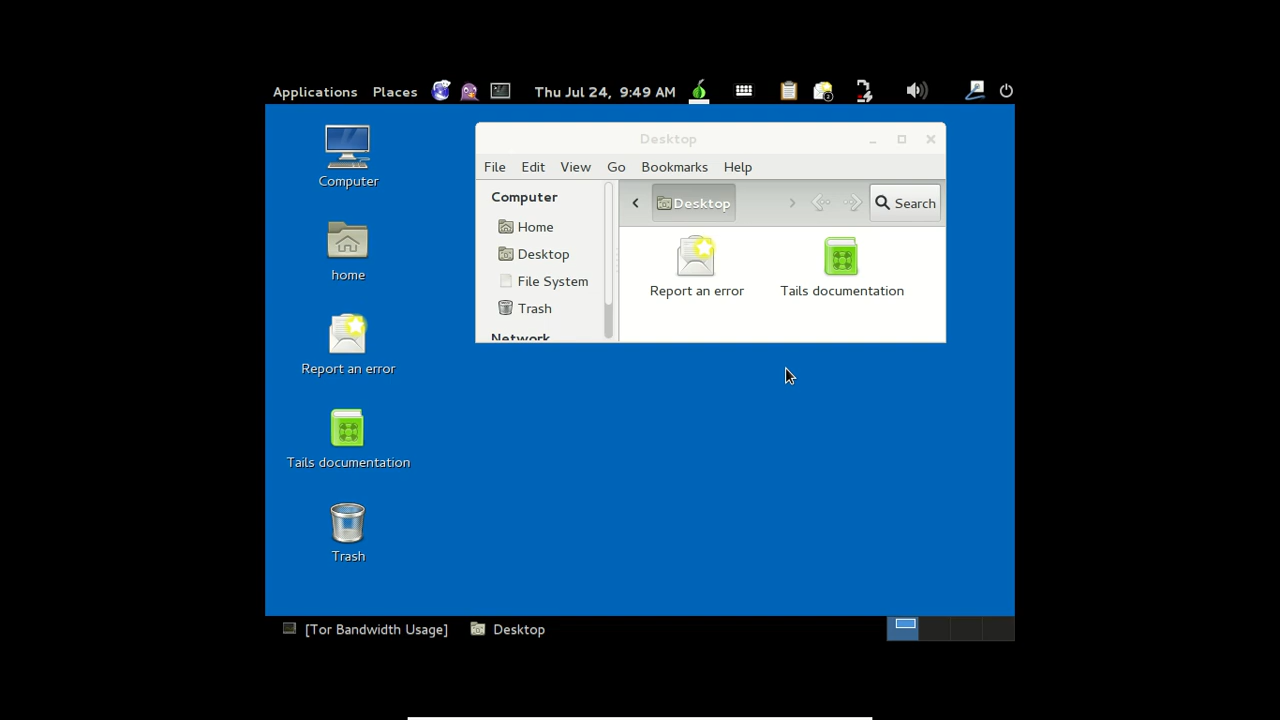 Applications Places Thu Jul 24, 9:49 AM 2
Desktop
File Edit View Go Bookmarks Help
Computer
Home
Desktop
File System
Trash
Network
Desktop Search
Report an error Tails documentation
Computer
home
Report an error
Tails documentation
Trash
[Tor Bandwidth Usage] Desktop